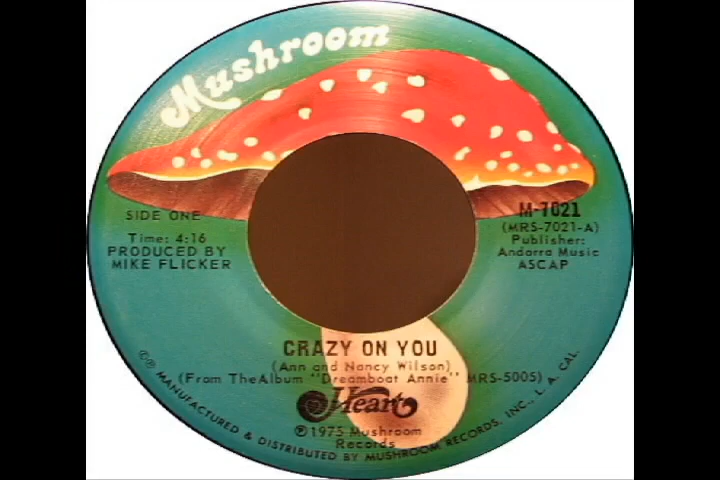 Mushroom
SIDE ONE
Time: 4:16
PRODUCED BY
MIKE FLICKER
M-7021
(MRS-7021-A)
Publisher:
Andorra Music
ASCAP
CRAZY ON YOU
(Ann and Nancy Wilson)
(From The Album "Dreamboat Annie" MRS-5005)
Heart
℗1975 Mushroom
Records
©℗ MANUFACTURED & DISTRIBUTED BY MUSHROOM RECORDS, INC., L. A. CAL.